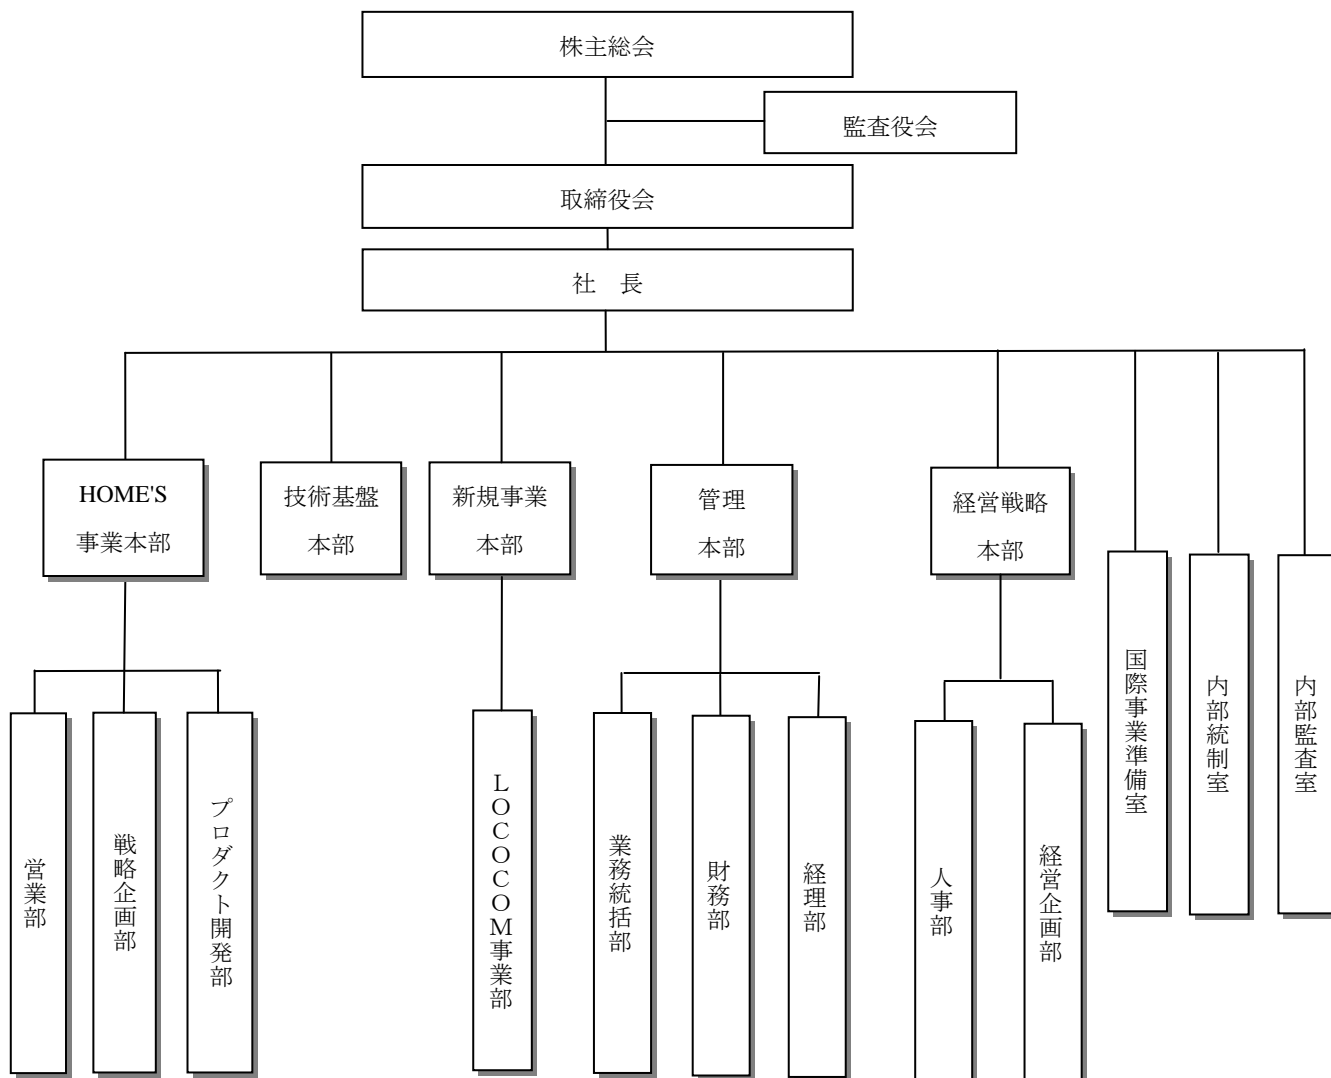 株主総会
監査役会
取締役会
社　長
HOME'S
事業本部
技術基盤
本部
新規事業
本部
管理
本部
経営戦略
本部
国際事業準備室
内部統制室
内部監査室
営業部
戦略企画部
プロダクト開発部
ＬＯＣＯＣＯＭ事業部
業務統括部
財務部
経理部
人事部
経営企画部